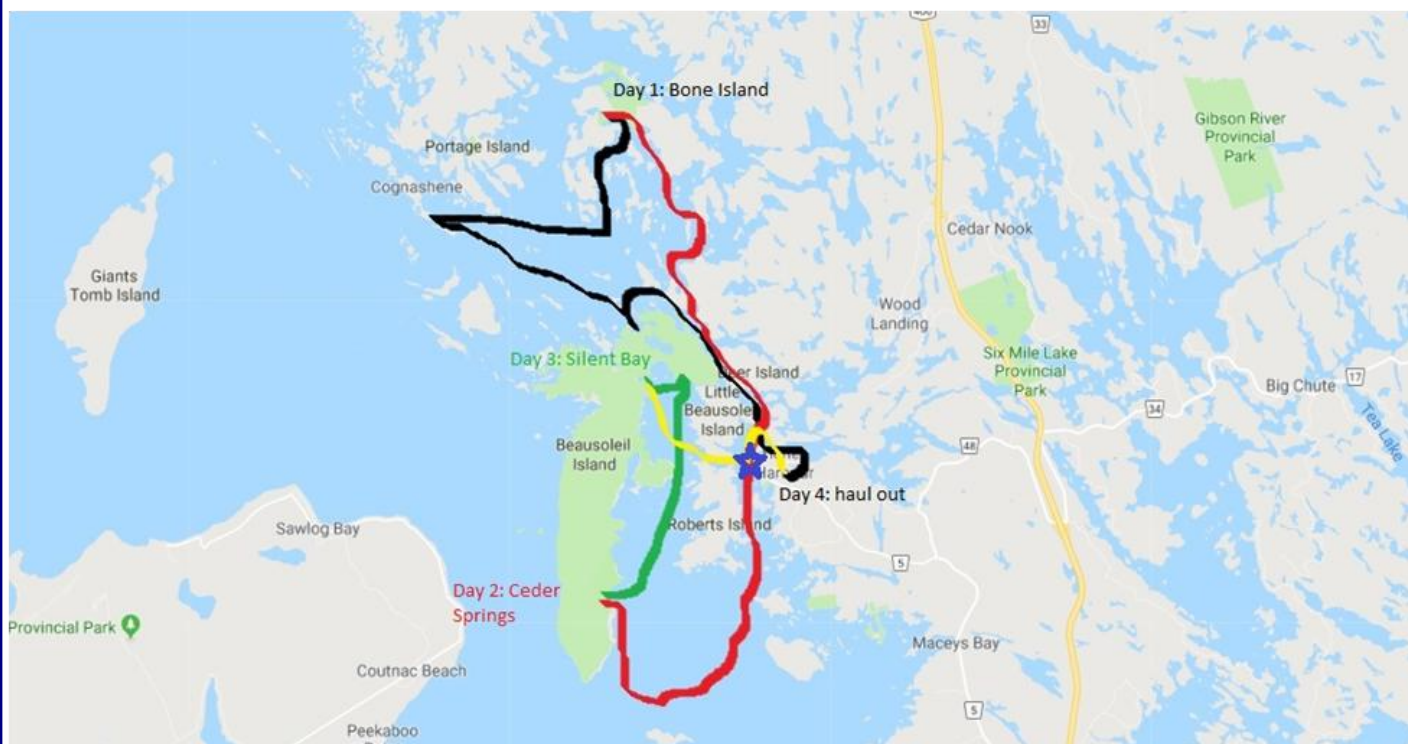 400
33
Day 1: Bone Island
Gibson River
Provincial
Park
Portage Island
Cognashene
Cedar Nook
Giants
Tomb Island
Wood
Landing
Day 3: Silent Bay
Six Mile Lake
Provincial
Park
Deer Island
Big Chute
17
Little
Beausolei
Island
34
Tea Lake
Beausoleil
Island
48
Day 4: haul out
Sawlog Bay
Roberts Island
5
Day 2: Ceder
Springs
Provincial Park
Maceys Bay
Coutnac Beach
5
Peekaboo